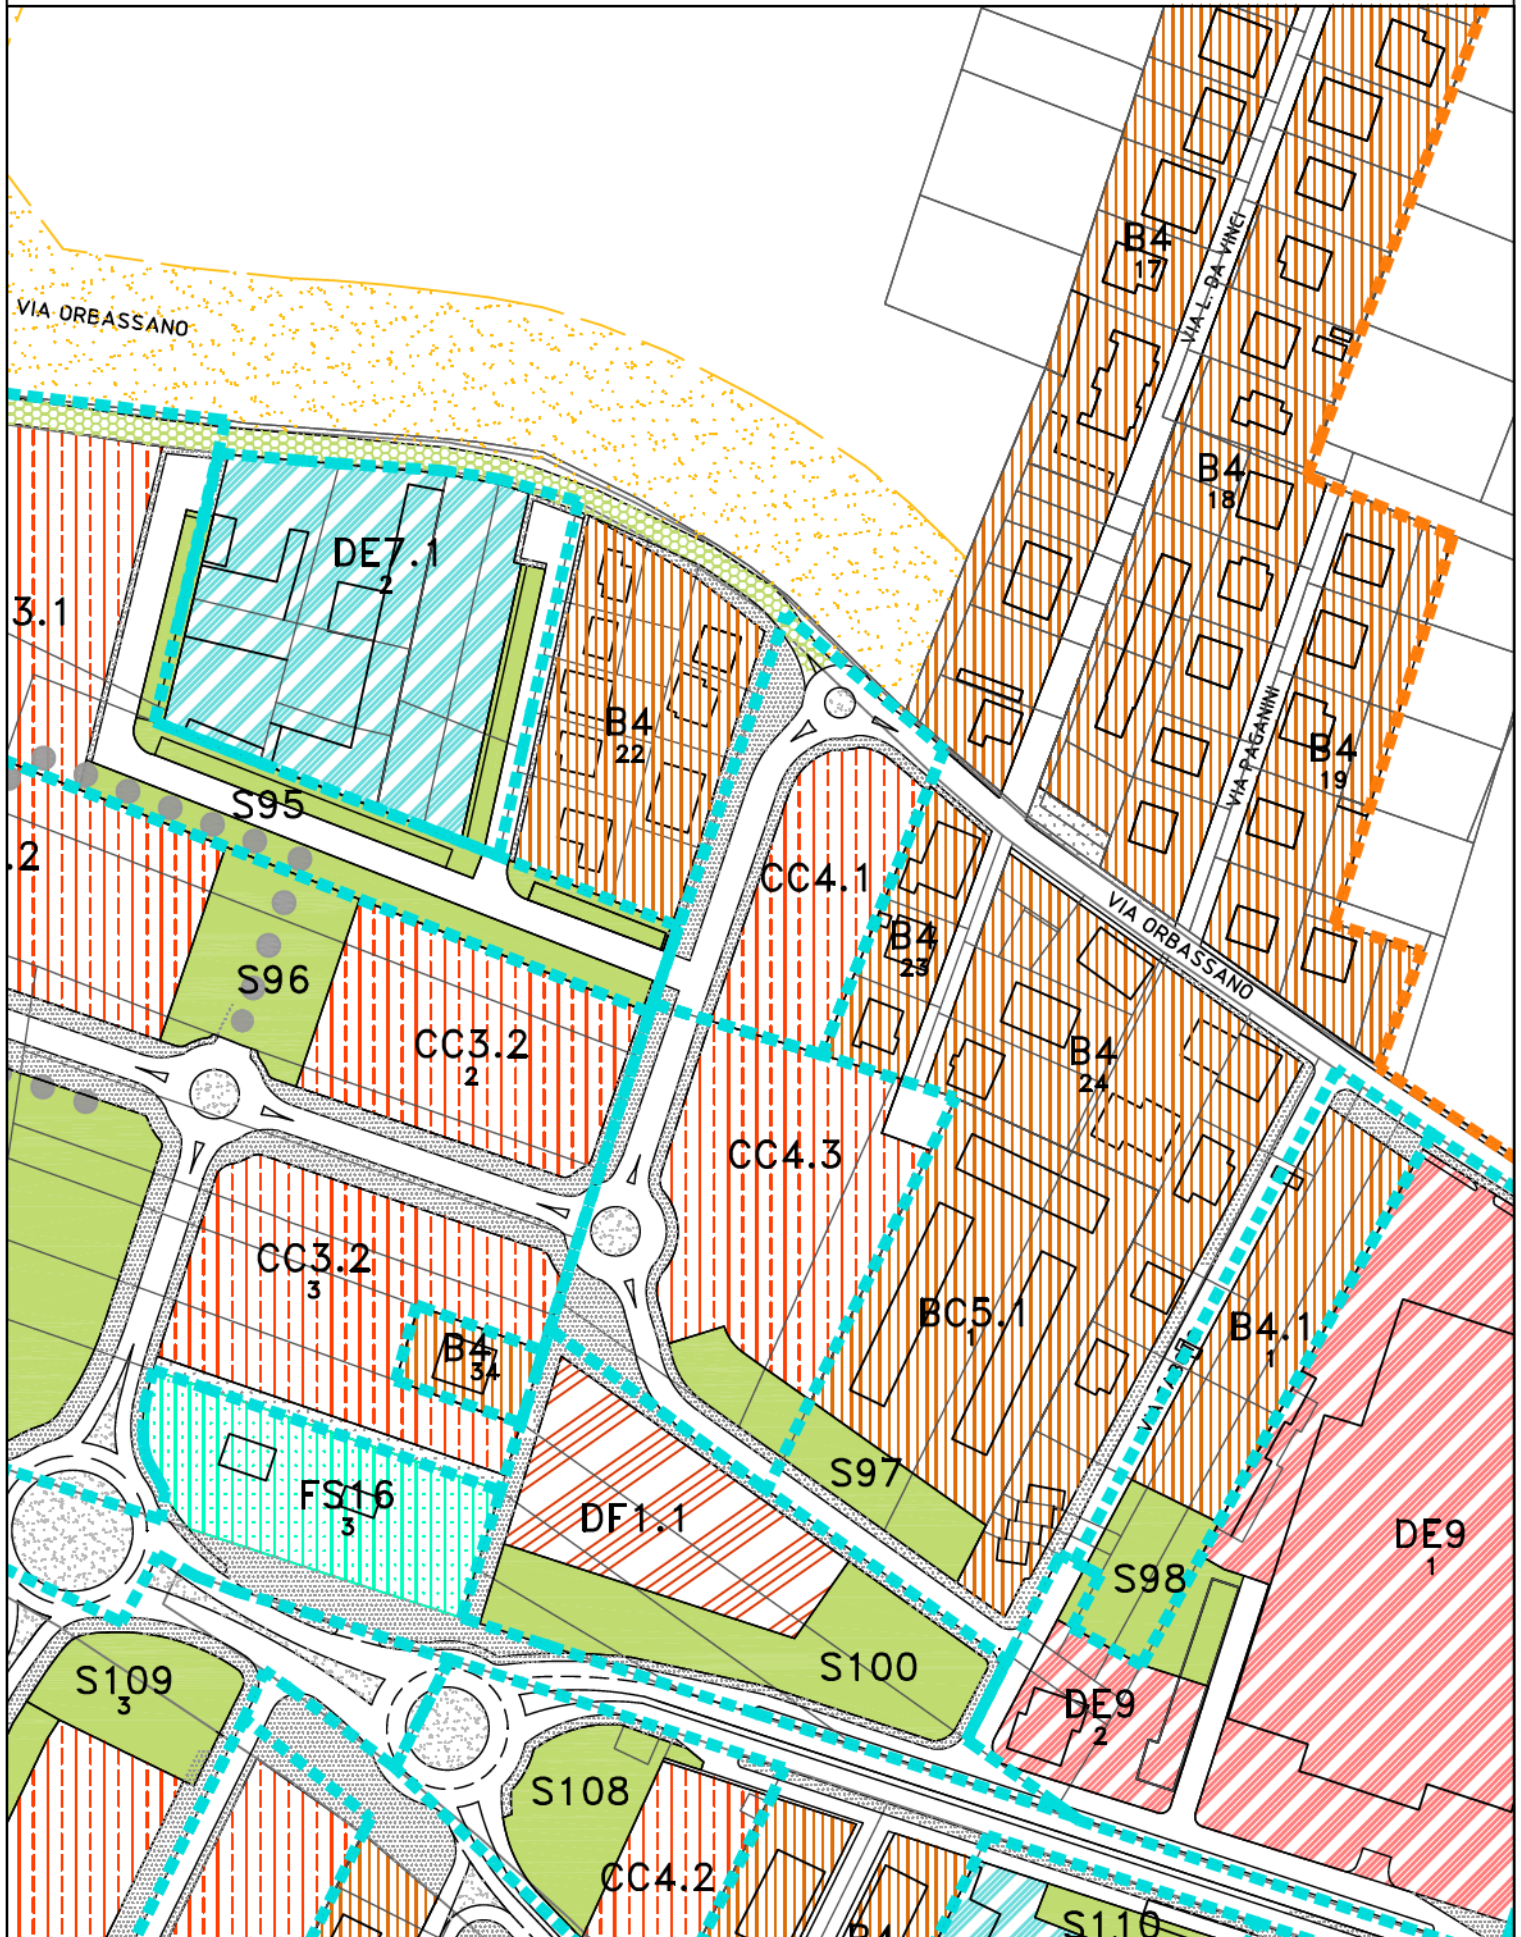 B4
17
VIA L. DA VINCI
VIA ORBASSANO
B4
18
DE7.1
2
3.1
B4
22
VIA PAGANINI
B4
19
S95
.2
CC4.1
VIA ORBASSANO
B4
23
S96
CC3.2
2
B4
24
CC4.3
CC3.2
3
BC5.1
1
B4.1
1
B4
34
S97
FS16
3
DF1.1
DE9
1
S98
S100
S109
3
DE9
2
S108
CC4.2
S110
B4